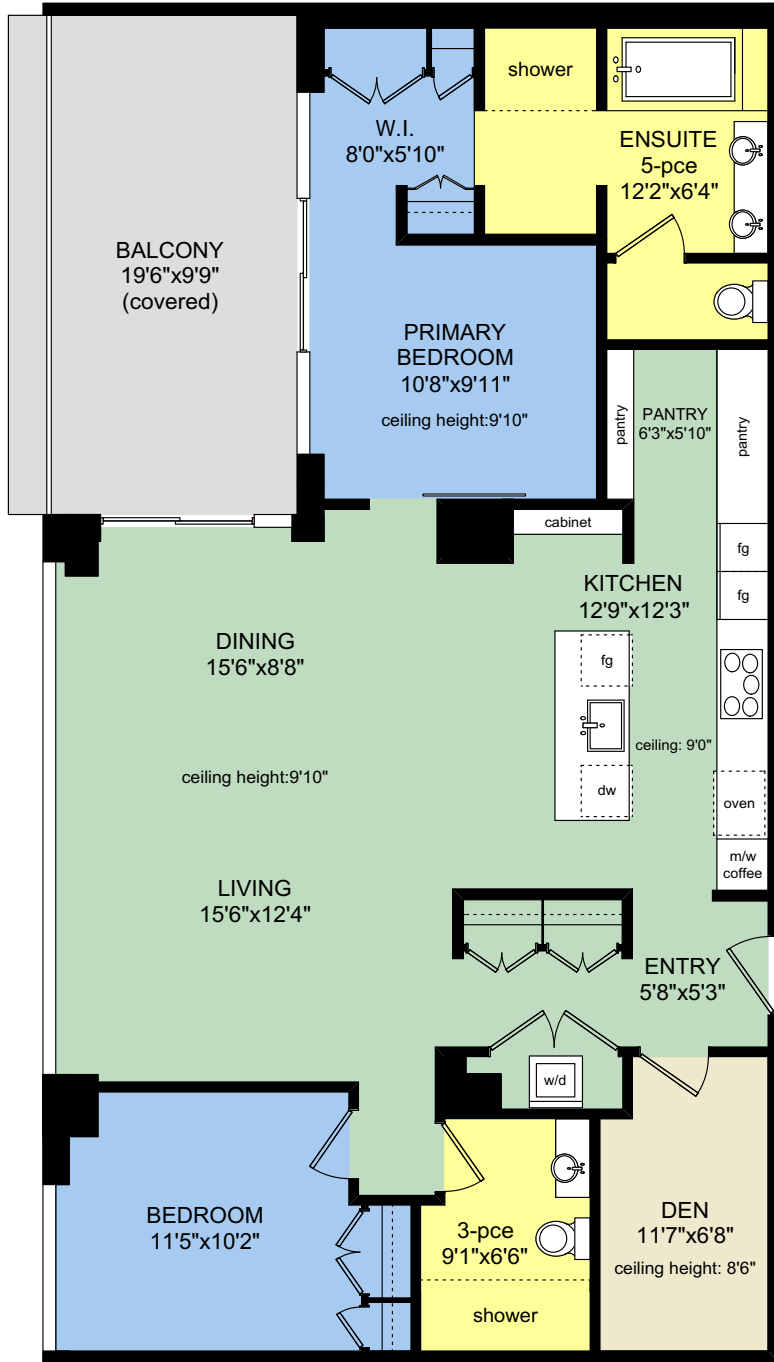 shower
W.I.
8'0"x5'10"
ENSUITE
5-pce
12'2"x6'4"
BALCONY
19'6"x9'9"
(covered)
PRIMARY
BEDROOM
10'8"x9'11"
ceiling height:9'10"
pantry
PANTRY
6'3"x5'10"
pantry
cabinet
fg
fg
KITCHEN
12'9"x12'3"
DINING
15'6"x8'8"
fg
ceiling: 9'0"
ceiling height:9'10"
dw
oven
m/w
coffee
LIVING
15'6"x12'4"
ENTRY
5'8"x5'3"
w/d
BEDROOM
11'5"x10'2"
3-pce
9'1"x6'6"
shower
DEN
11'7"x6'8"
ceiling height: 8'6"